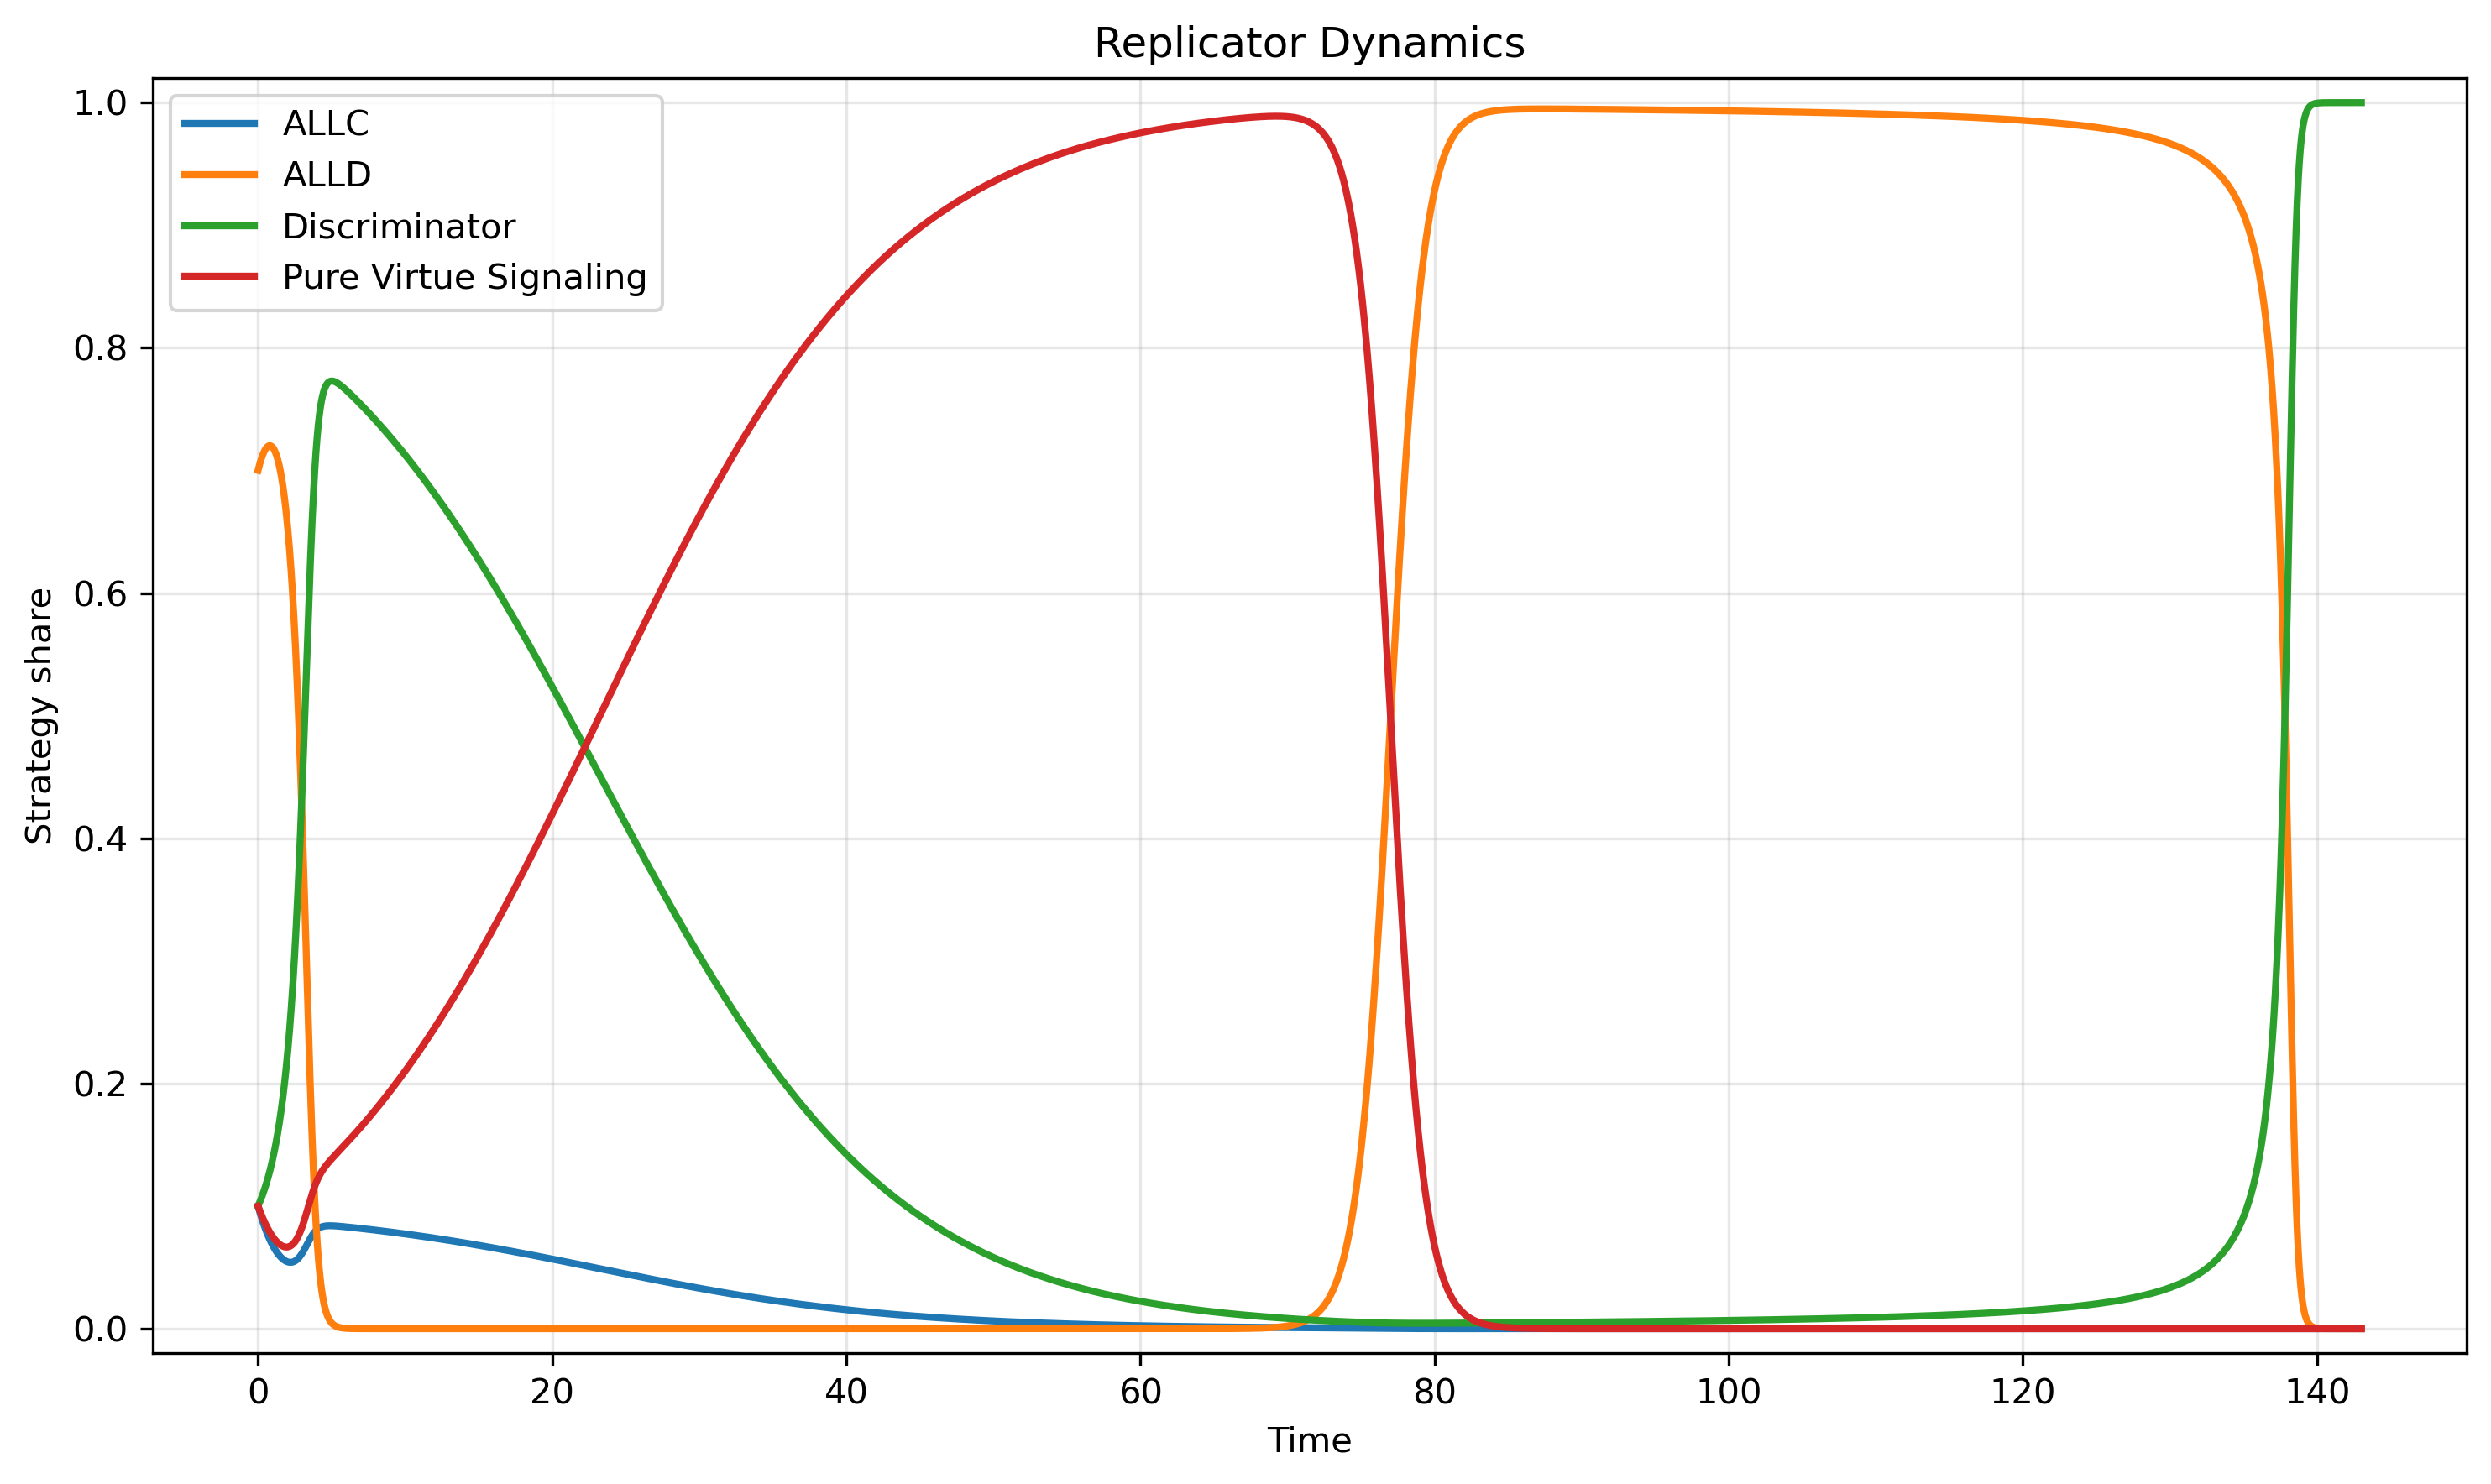 Replicator Dynamics
ALLC
ALLD
Discriminator
Pure Virtue Signaling
Strategy share
1.0
0.8
0.6
0.4
0.2
0.0
0 20 40 60 80 100 120 140
Time